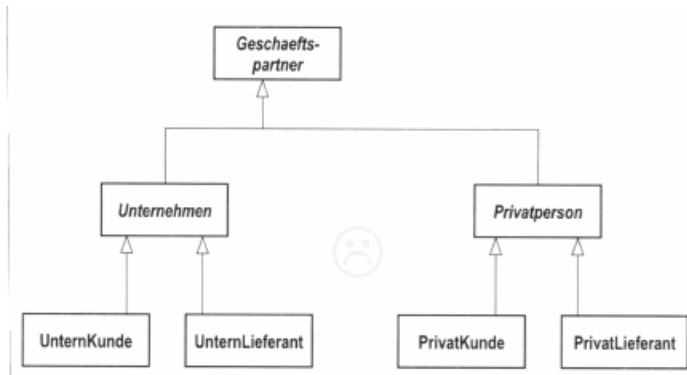 Geschaefts-
partner
Unternehmen
Privatperson
UnternKunde
UnternLieferant
PrivatKunde
PrivatLieferant